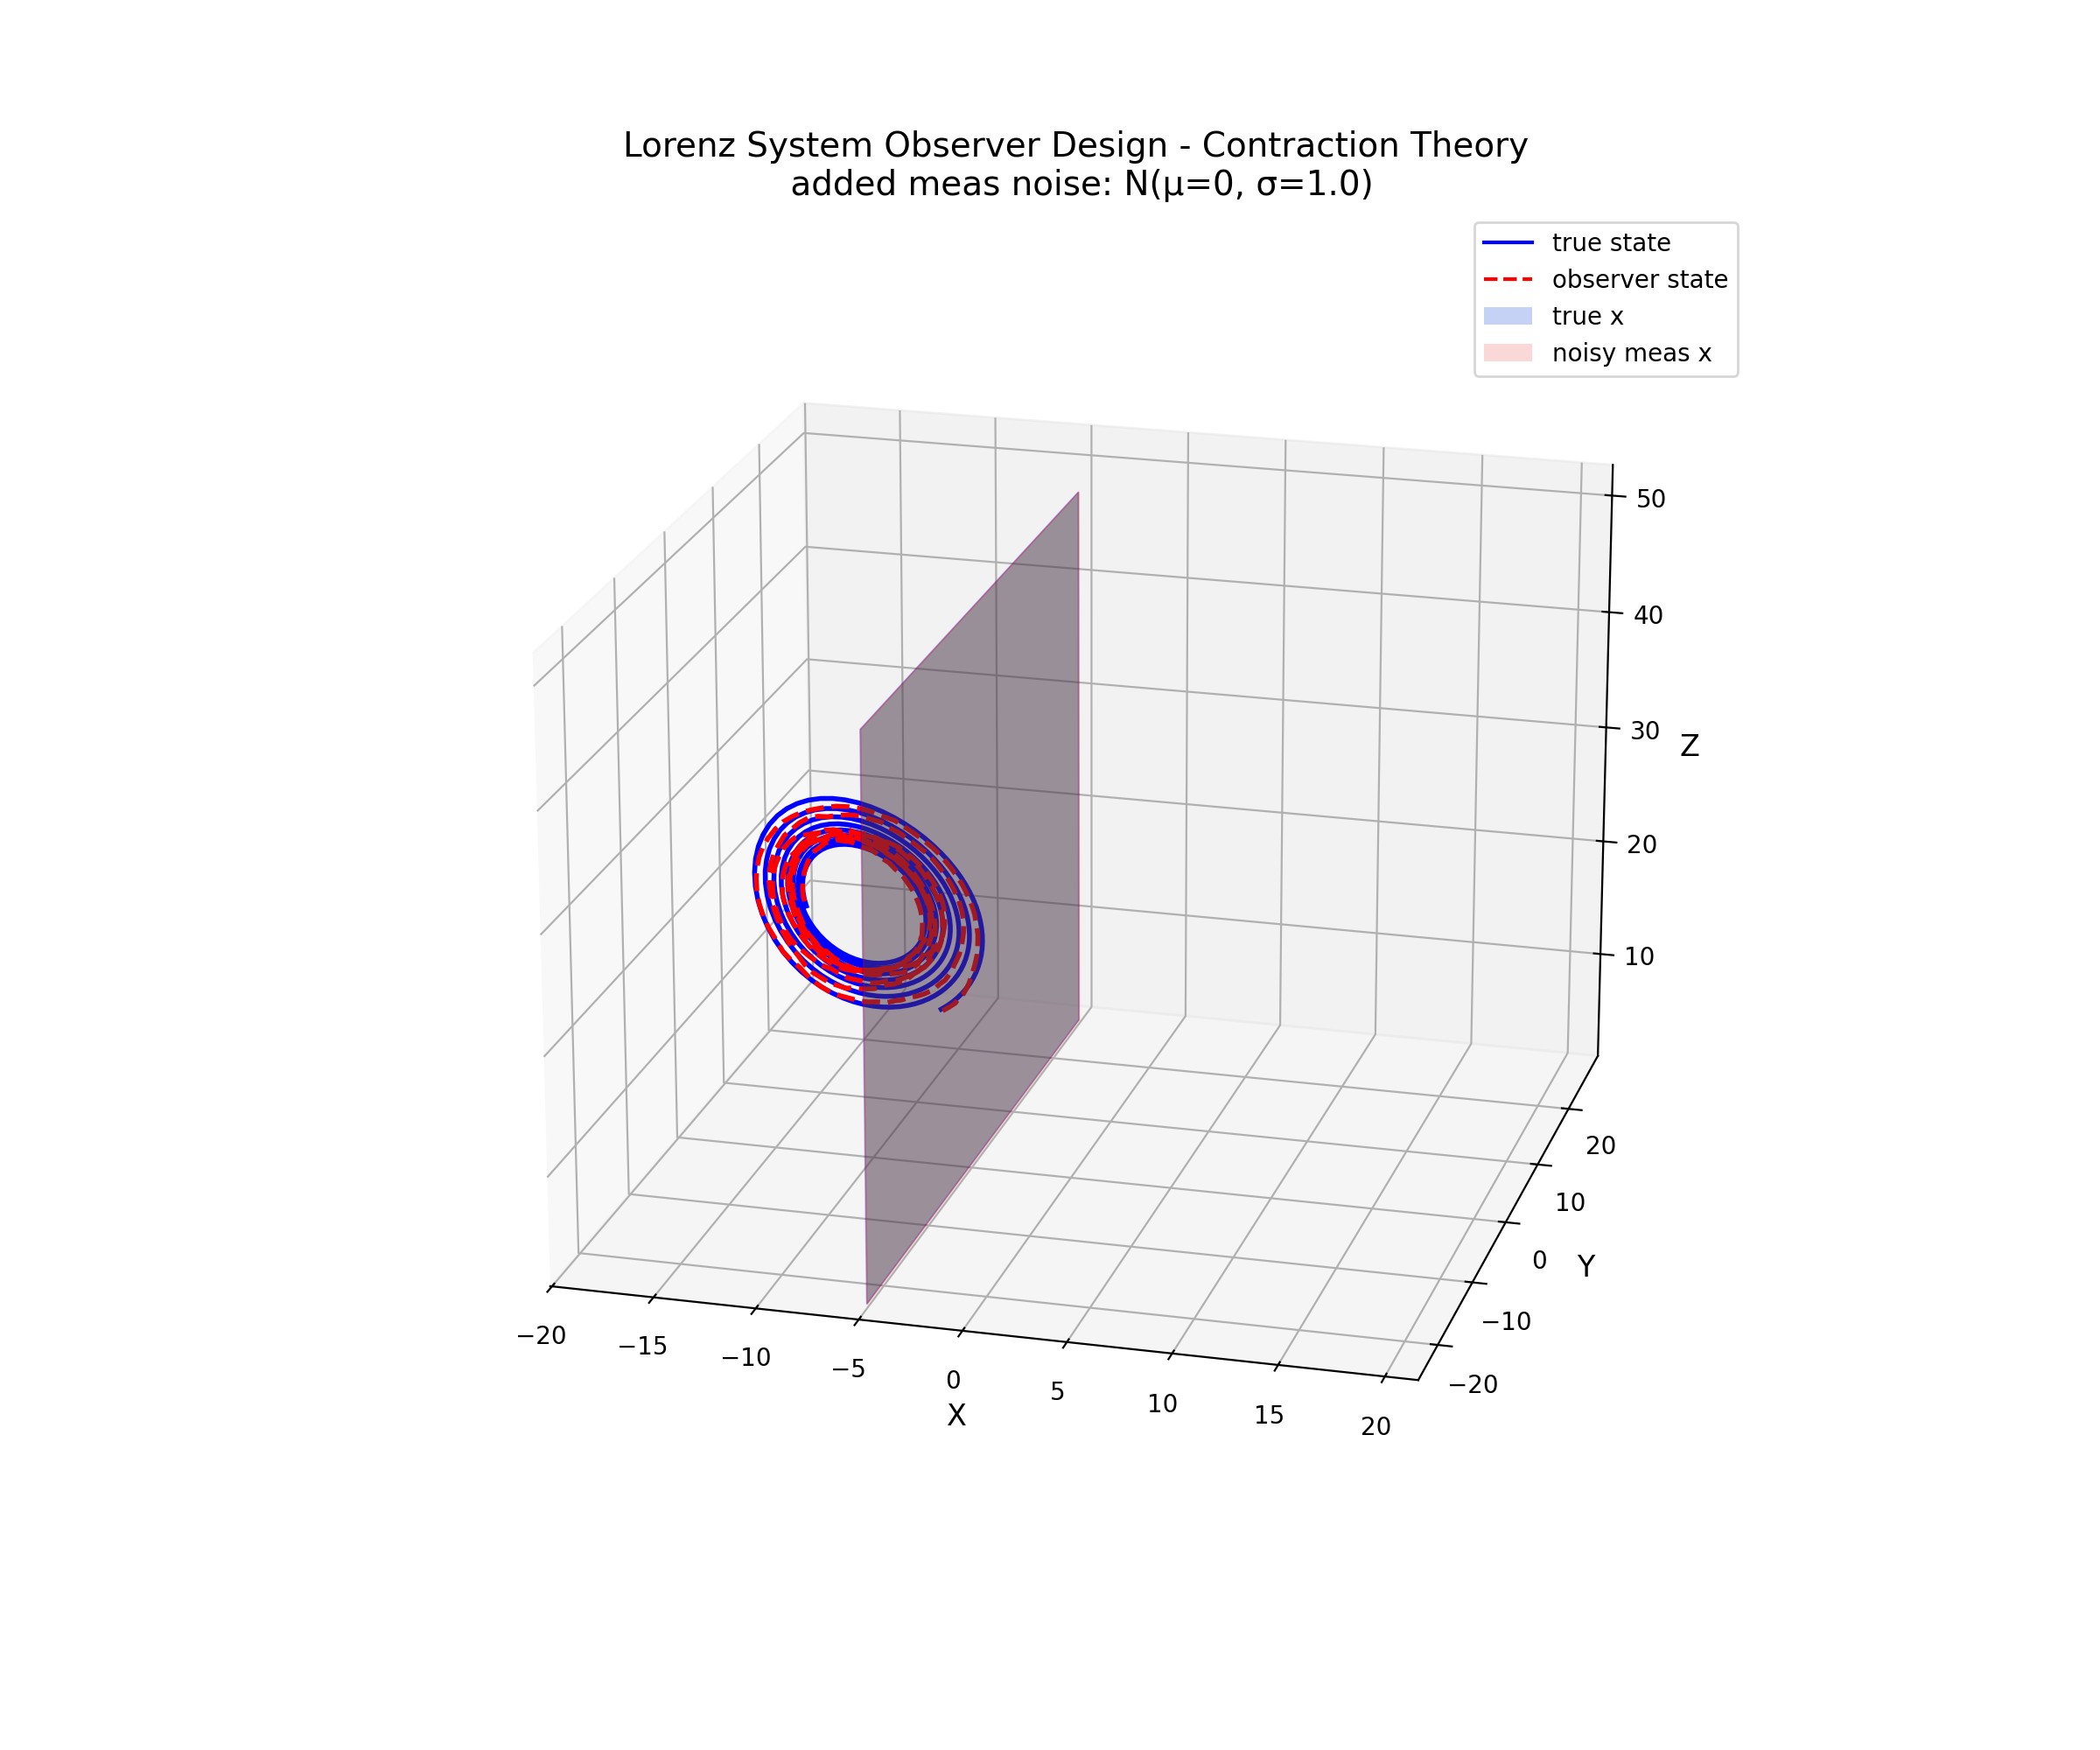 Lorenz System Observer Design - Contraction Theory
added meas noise: N(μ=0, σ=1.0)
true state
observer state
true x
noisy meas x
50
40
30
Z
20
10
20
10
0
Y
−10
−20
−20
−15
−10
−5
0
5
10
15
20
X